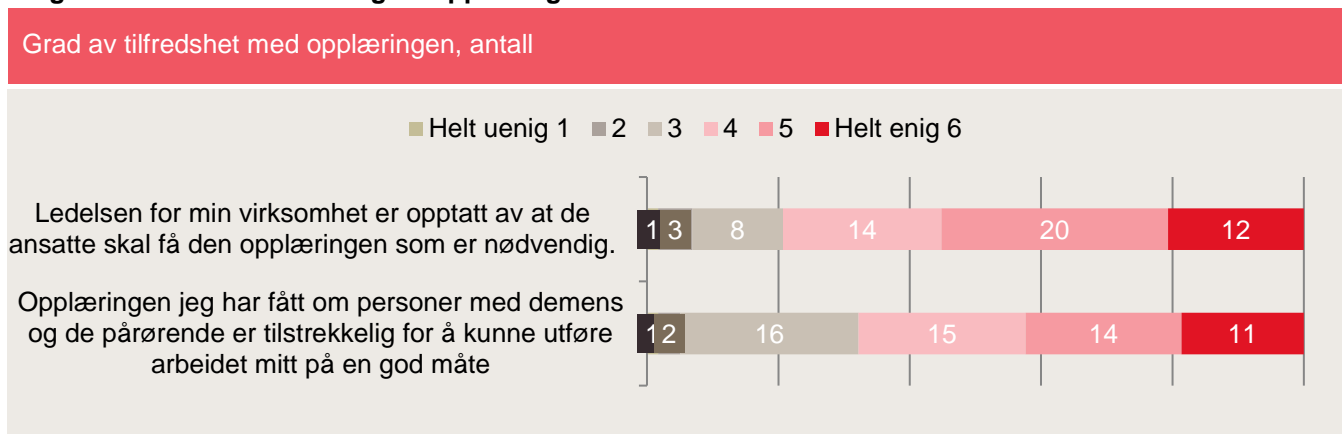 Grad av tilfredshet med opplæringen, antall
Helt uenig 1 2 3 4 5 Helt enig 6
Ledelsen for min virksomhet er opptatt av at de
ansatte skal få den opplæringen som er nødvendig.
1 3 8 14 20 12
Opplæringen jeg har fått om personer med demens
og de pårørende er tilstrekkelig for å kunne utføre
arbeidet mitt på en god måte
1 2 16 15 14 11